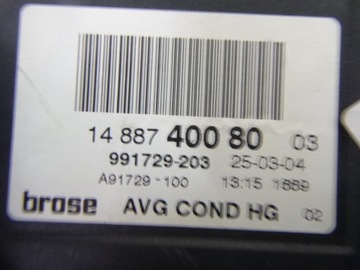 14 887 400 80 03
991729-203 25-03-04
A91729-100 13:15 1669
brose AVG COND HG 02